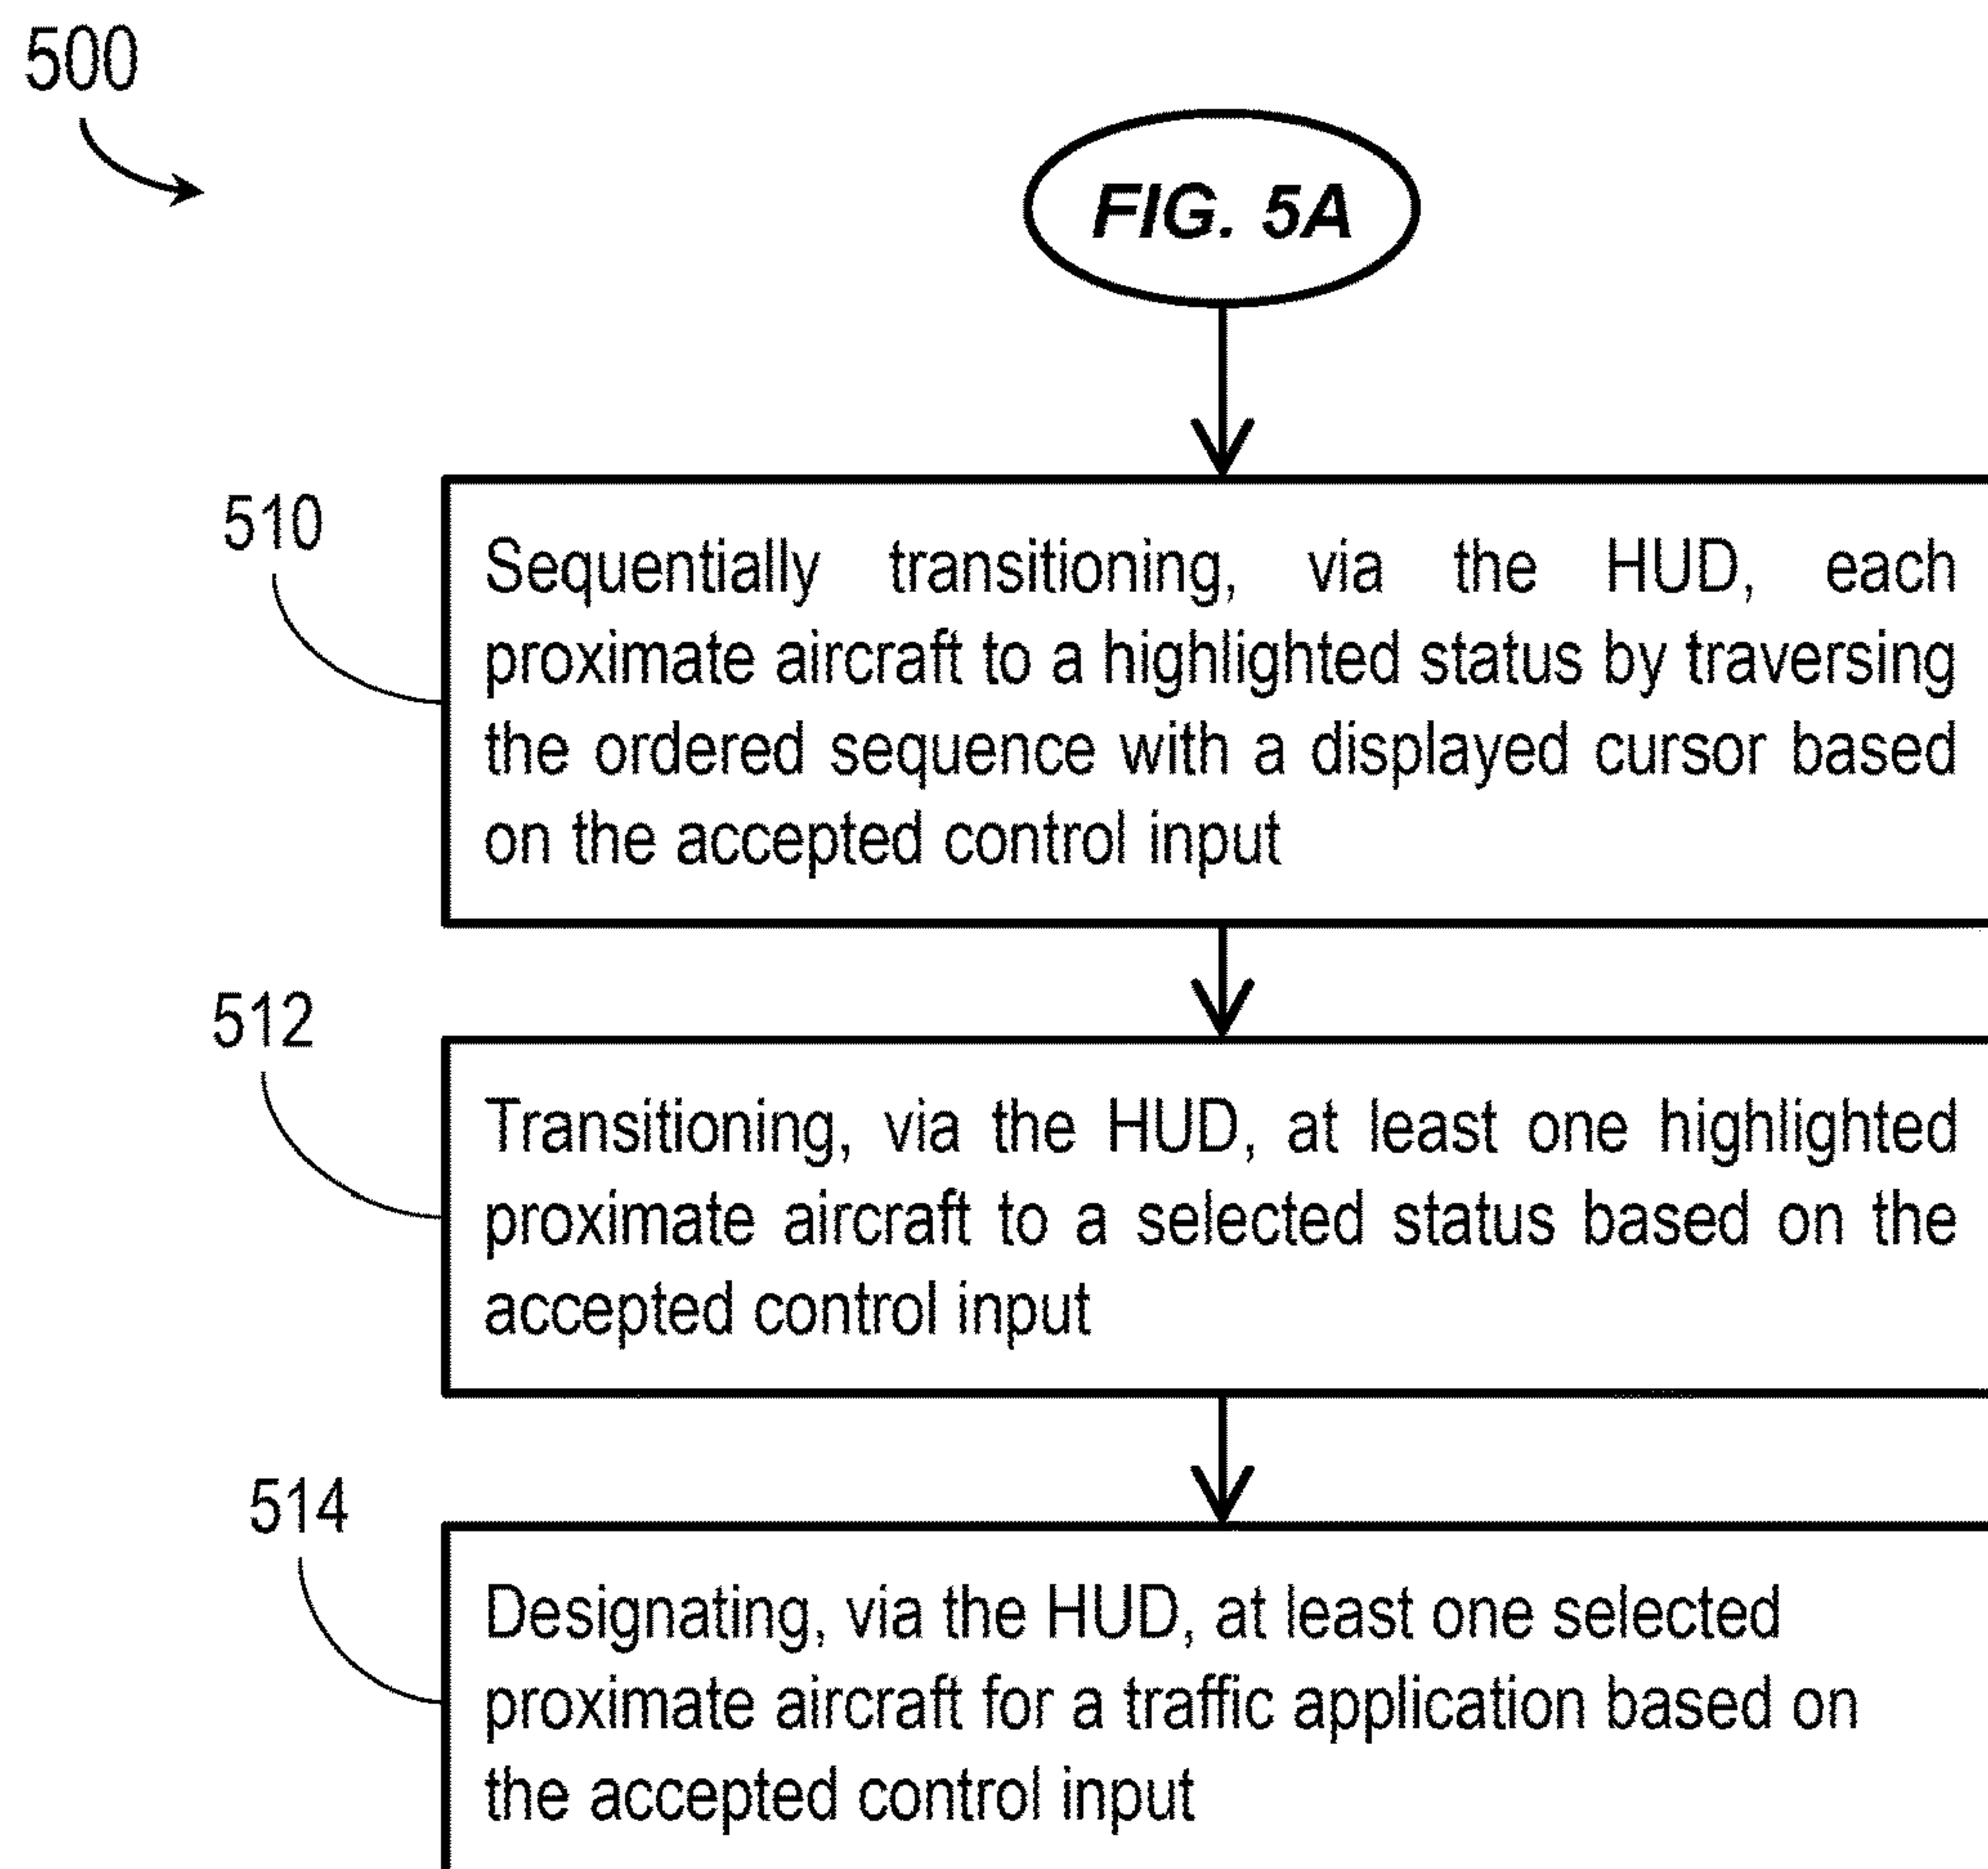 500
FIG. 5A
510
Sequentially transitioning, via the HUD, each
proximate aircraft to a highlighted status by traversing
the ordered sequence with a displayed cursor based
on the accepted control input
512
Transitioning, via the HUD, at least one highlighted
proximate aircraft to a selected status based on the
accepted control input
514
Designating, via the HUD, at least one selected
proximate aircraft for a traffic application based on
the accepted control input